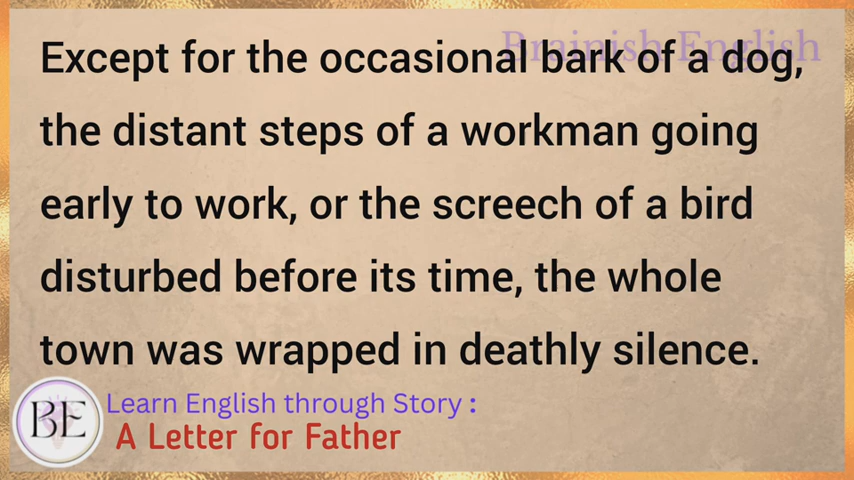 Brainish English
Except for the occasional bark of a dog,
the distant steps of a workman going
early to work, or the screech of a bird
disturbed before its time, the whole
town was wrapped in deathly silence.
BE
Learn English through Story :
A Letter for Father